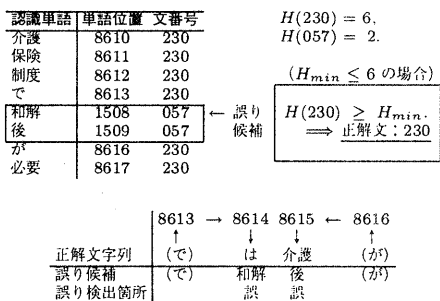 認識単語 単語位置 文番号
介護 8610 230
保険 8611 230
制度 8612 230
で 8613 230
和解 1508 057
後 1509 057
が 8616 230
必要 8617 230
← 誤り
候補
H(230) = 6,
H(057) = 2.
(Hmin ≤ 6 の場合)
H(230) ≥ Hmin.
⟹ 正解文：230
8613 → 8614 8615 ← 8616
↑ ↓ ↓ ↑
正解文字列 (で) は 介護 (が)
誤り候補 (で) 和解 後 (が)
誤り検出箇所 誤 誤